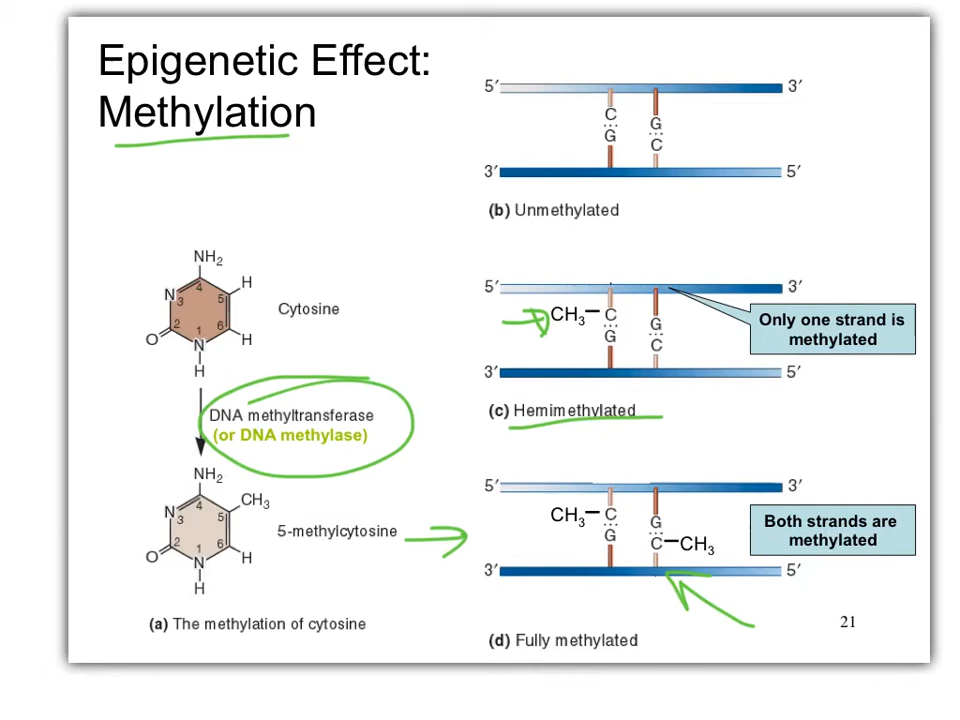 Epigenetic Effect:
Methylation
5′ 3′
C G
G C
3′ 5′
(b) Unmethylated
NH₂
H
N 3 4 5
Cytosine
2 1 6
O N H
H
DNA methyltransferase
(or DNA methylase)
NH₂
CH₃
N 3 4 5
5-methylcytosine
2 1 6
O N H
H
(a) The methylation of cytosine
5′ 3′
CH₃ C G
G C
Only one strand is
methylated
3′ 5′
(c) Hemimethylated
5′ 3′
CH₃ C G
G C CH₃
Both strands are
methylated
3′ 5′
(d) Fully methylated
21